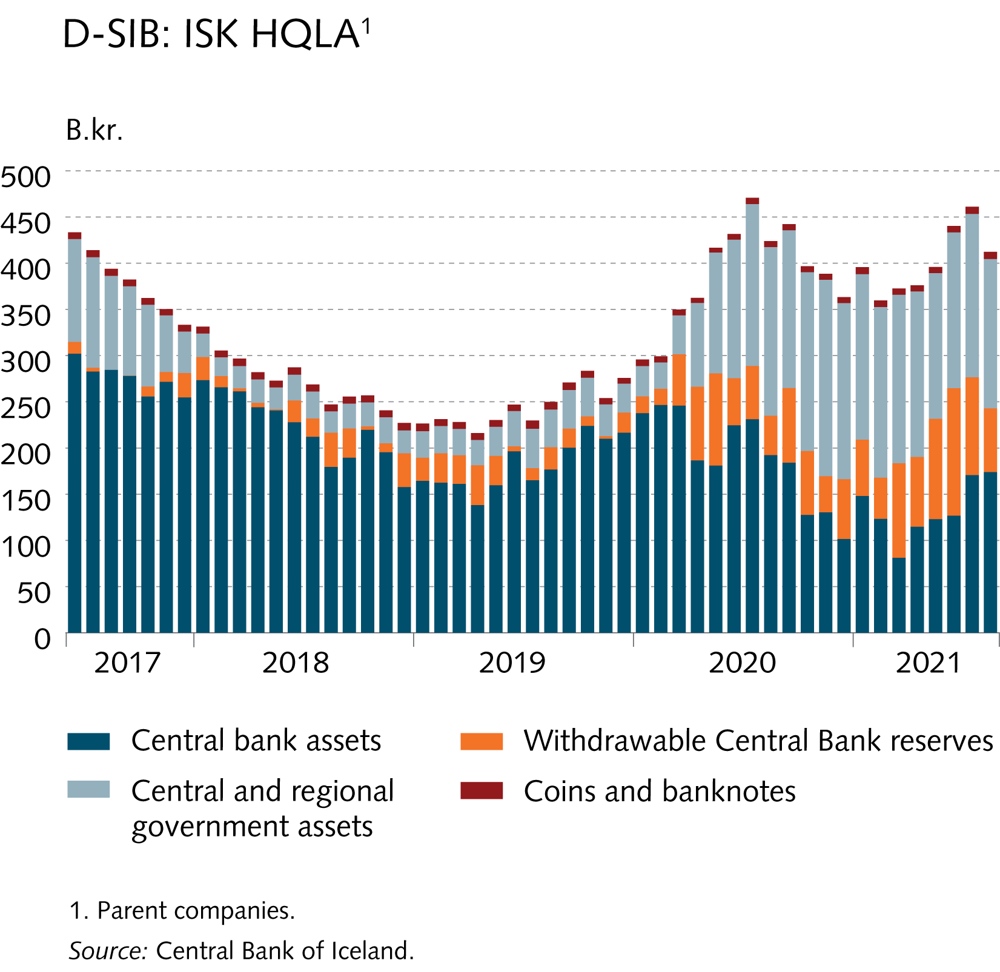 D-SIB: ISK HQLA¹
B.kr.
500
450
400
350
300
250
200
150
100
50
0
2017 2018 2019 2020 2021
Central bank assets
Withdrawable Central Bank reserves
Central and regional
government assets
Coins and banknotes
1. Parent companies.
Source: Central Bank of Iceland.